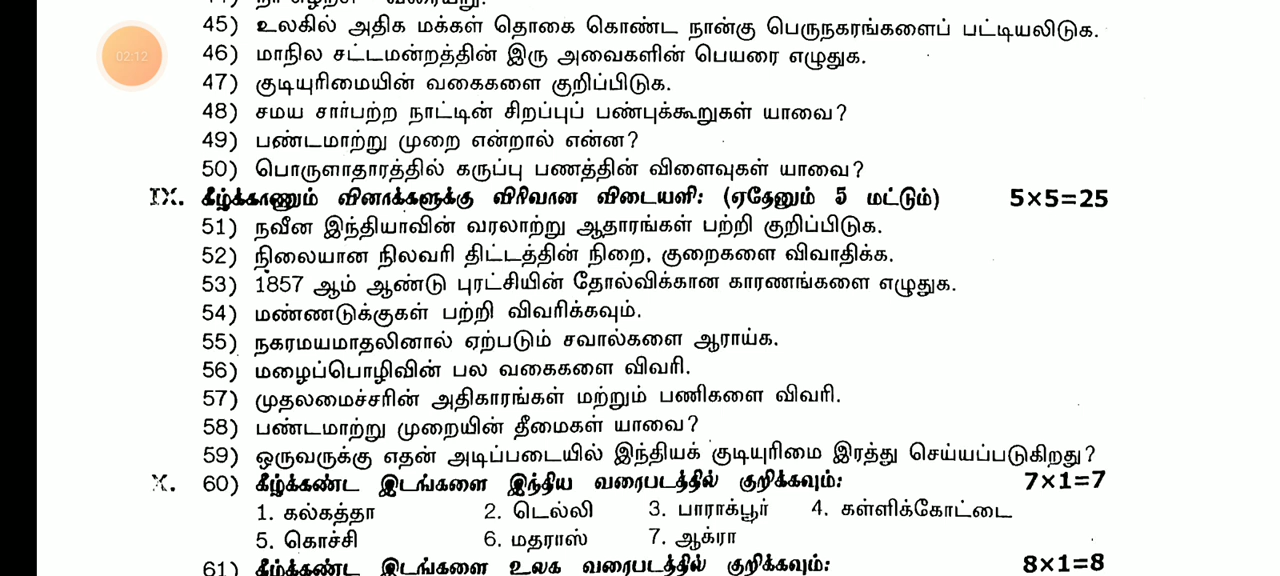 02:12
45) உலகில் அதிக மக்கள் தொகை கொண்ட நான்கு பெருநகரங்களைப் பட்டியலிடுக.
46) மாநில சட்டமன்றத்தின் இரு அவைகளின் பெயரை எழுதுக.
47) குடியுரிமையின் வகைகளை குறிப்பிடுக.
48) சமய சார்பற்ற நாட்டின் சிறப்புப் பண்புக்கூறுகள் யாவை?
49) பண்டமாற்று முறை என்றால் என்ன?
50) பொருளாதாரத்தில் கருப்பு பணத்தின் விளைவுகள் யாவை?
IX. கீழ்க்காணும் வினாக்களுக்கு விரிவான விடையளி: (ஏதேனும் 5 மட்டும்) 5×5=25
51) நவீன இந்தியாவின் வரலாற்று ஆதாரங்கள் பற்றி குறிப்பிடுக.
52) நிலையான நிலவரி திட்டத்தின் நிறை, குறைகளை விவாதிக்க.
53) 1857 ஆம் ஆண்டு புரட்சியின் தோல்விக்கான காரணங்களை எழுதுக.
54) மண்ணடுக்குகள் பற்றி விவரிக்கவும்.
55) நகரமயமாதலினால் ஏற்படும் சவால்களை ஆராய்க.
56) மழைப்பொழிவின் பல வகைகளை விவரி.
57) முதலமைச்சரின் அதிகாரங்கள் மற்றும் பணிகளை விவரி.
58) பண்டமாற்று முறையின் தீமைகள் யாவை?
59) ஒருவருக்கு எதன் அடிப்படையில் இந்தியக் குடியுரிமை இரத்து செய்யப்படுகிறது?
X. 60) கீழ்க்கண்ட இடங்களை இந்திய வரைபடத்தில் குறிக்கவும்: 7×1=7
1. கல்கத்தா 2. டெல்லி 3. பாராக்பூர் 4. கள்ளிக்கோட்டை
5. கொச்சி 6. மதராஸ் 7. ஆக்ரா
61) கீழ்க்கண்ட இடங்களை உலக வரைபடத்தில் குறிக்கவும்: 8×1=8